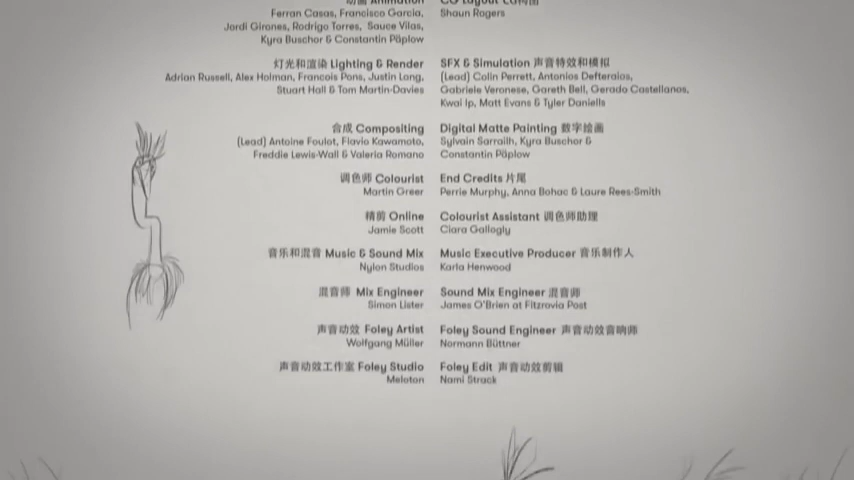 动画 Animation
Ferran Casas, Francisco Garcia,
Jordi Girones, Rodrigo Torres, Sauce Vilas,
Kyra Buschor & Constantin Päplow
CG Layout CG构图
Shaun Rogers
灯光和渲染 Lighting & Render
Adrian Russell, Alex Holman, Francois Pons, Justin Long,
Stuart Hall & Tom Martin-Davies
SFX & Simulation 声音特效和模拟
(Lead) Colin Perrett, Antonios Defteraios,
Gabriele Veronese, Gareth Bell, Gerado Castellanos,
Kwai Ip, Matt Evans & Tyler Daniells
合成 Compositing
(Lead) Antoine Foulot, Flavio Kawamoto,
Freddie Lewis-Wall & Valeria Romano
Digital Matte Painting 数字绘画
Sylvain Sarrailh, Kyra Buschor &
Constantin Päplow
调色师 Colourist
Martin Greer
End Credits 片尾
Perrie Murphy, Anna Bohac & Laure Rees-Smith
精剪 Online
Jamie Scott
Colourist Assistant 调色师助理
Ciara Gallogly
音乐和混音 Music & Sound Mix
Nylon Studios
Music Executive Producer 音乐制作人
Karla Henwood
混音师 Mix Engineer
Simon Lister
Sound Mix Engineer 混音师
James O'Brien at Fitzrovia Post
声音动效 Foley Artist
Wolfgang Müller
Foley Sound Engineer 声音动效音响师
Normann Büttner
声音动效工作室 Foley Studio
Meloton
Foley Edit 声音动效剪辑
Nami Strack